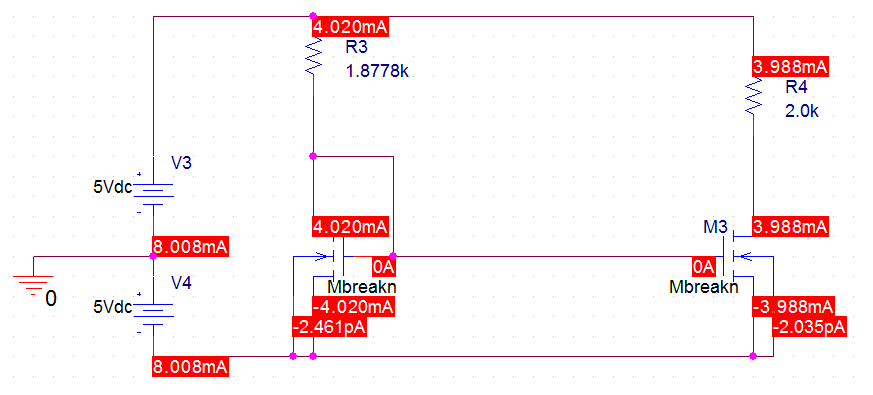 4.020mA
R3
1.8778k
3.988mA
R4
2.0k
V3
5Vdc
8.008mA
4.020mA
M3
3.988mA
0
V4
0A
0A
Mbreakn
Mbreakn
5Vdc
-4.020mA
-3.988mA
-2.461pA
-2.035pA
8.008mA